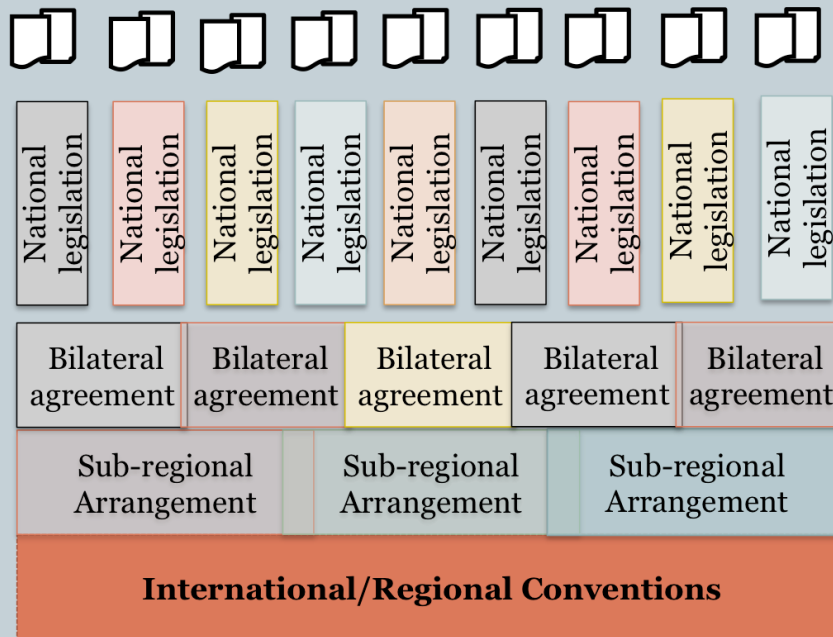 National
legislation
National
legislation
National
legislation
National
legislation
National
legislation
National
legislation
National
legislation
National
legislation
National
legislation
Bilateral
agreement
Bilateral
agreement
Bilateral
agreement
Bilateral
agreement
Bilateral
agreement
Sub-regional
Arrangement
Sub-regional
Arrangement
Sub-regional
Arrangement
International/Regional Conventions